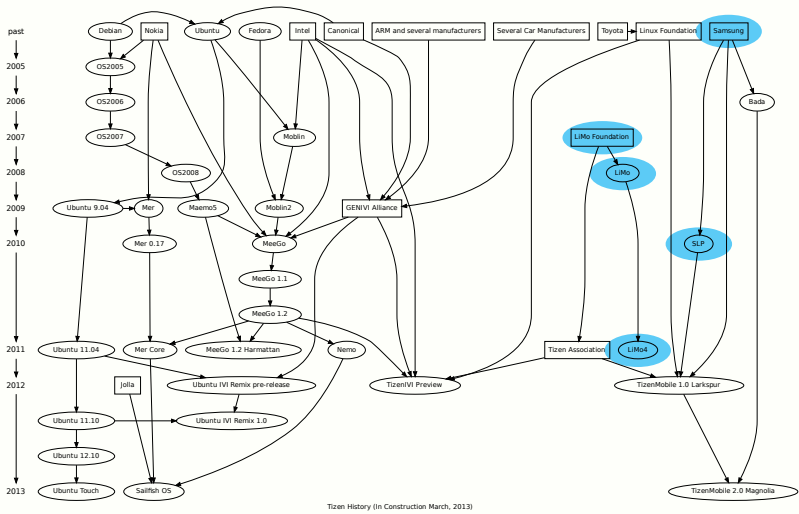 past
Debian
Nokia
Ubuntu
Fedora
Intel
Canonical
ARM and several manufacturers
Several Car Manufacturers
Toyota
Linux Foundation
Samsung
2005
OS2005
2006
OS2006
Bada
2007
OS2007
Moblin
LiMo Foundation
2008
OS2008
LiMo
2009
Ubuntu 9.04
Mer
Maemo5
Moblin2
GENIVI Alliance
2010
Mer 0.17
MeeGo
SLP
MeeGo 1.1
MeeGo 1.2
2011
Ubuntu 11.04
Mer Core
MeeGo 1.2 Harmattan
Nemo
Tizen Association
LiMo4
2012
Jolla
Ubuntu IVI Remix pre-release
TizenIVI Preview
TizenMobile 1.0 Larkspur
Ubuntu 11.10
Ubuntu IVI Remix 1.0
Ubuntu 12.10
2013
Ubuntu Touch
Sailfish OS
TizenMobile 2.0 Magnolia
Tizen History (In Construction March, 2013)